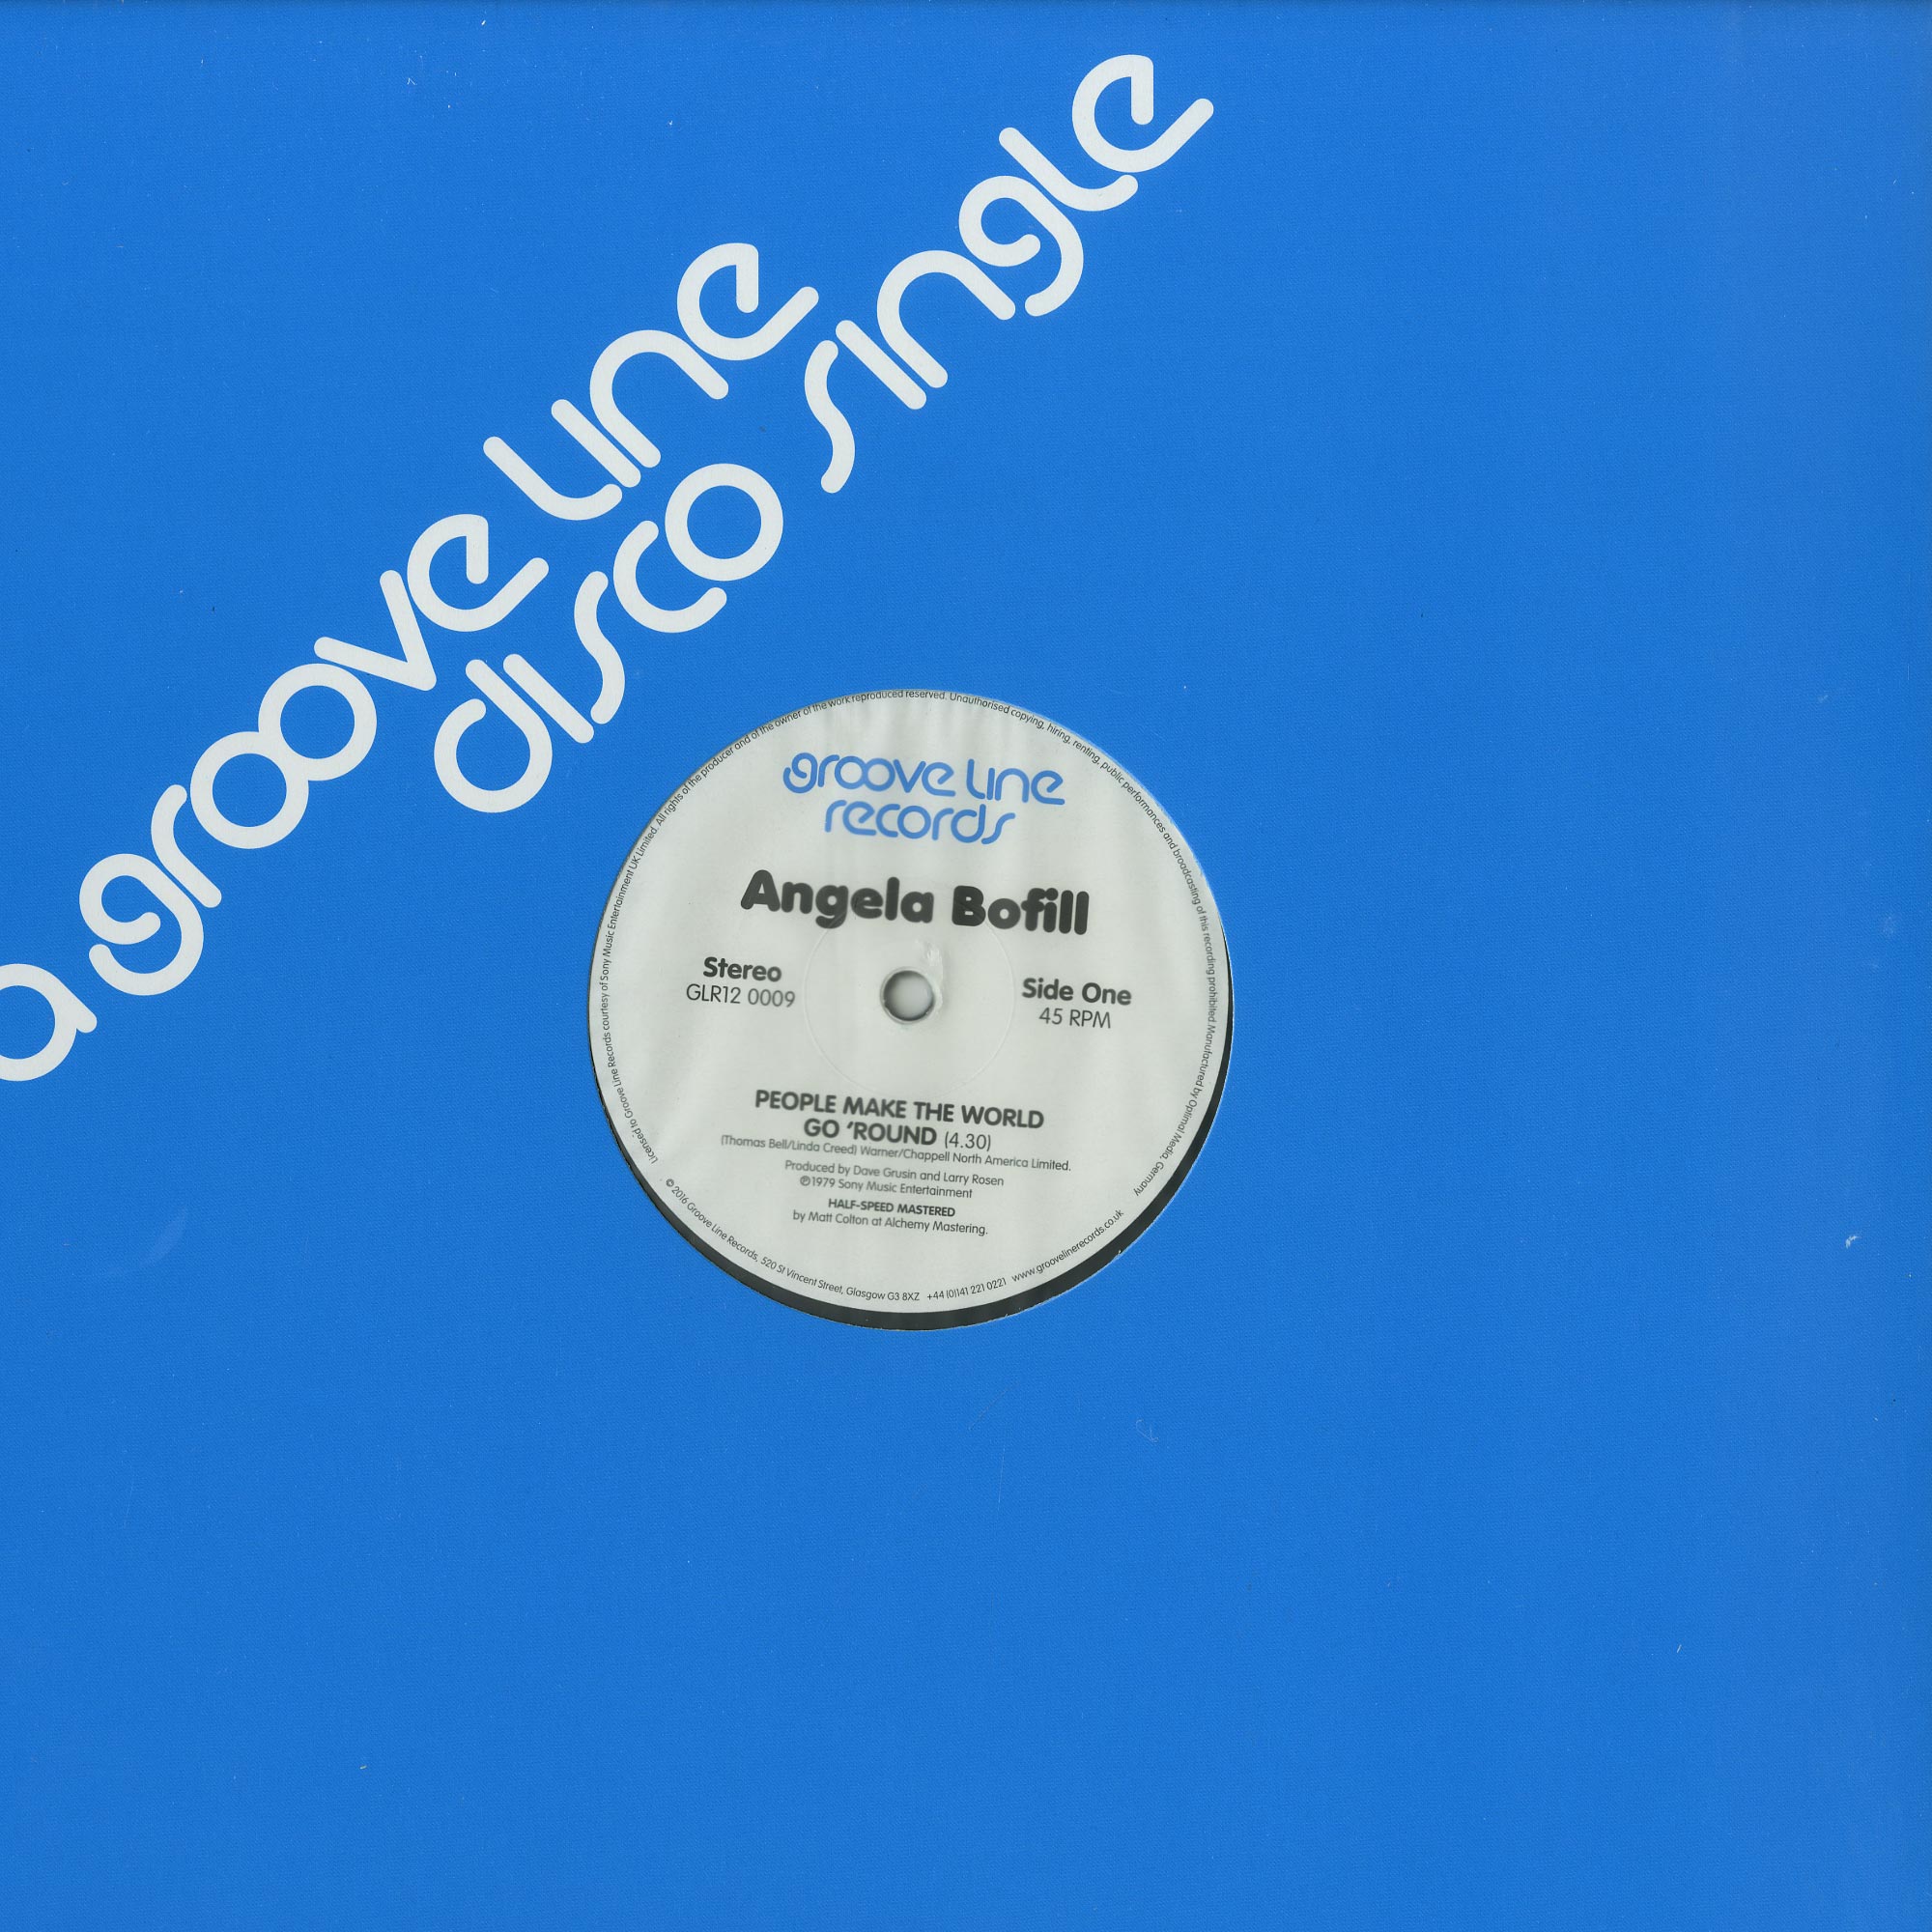 a groove line
disco single
groove line
records
Angela Bofill
Stereo
GLR12 0009
Side One
45 RPM
PEOPLE MAKE THE WORLD
GO ‘ROUND (4.30)
(Thomas Bell/Linda Creed) Warner/Chappell North America Limited.
Produced by Dave Grusin and Larry Rosen
℗1979 Sony Music Entertainment
HALF-SPEED MASTERED
by Matt Colton at Alchemy Mastering.
Licensed to Groove Line Records courtesy of Sony Music Entertainment UK Limited. All rights of the producer and of the owner of the work reproduced reserved. Unauthorised copying, hiring, renting, public performances and broadcasting of this recording prohibited. Manufactured by Optimal Media, Germany
© 2016 Groove Line Records, 520 St Vincent Street, Glasgow G3 8XZ +44 (0)141 221 0221 www.groovelinerecords.co.uk